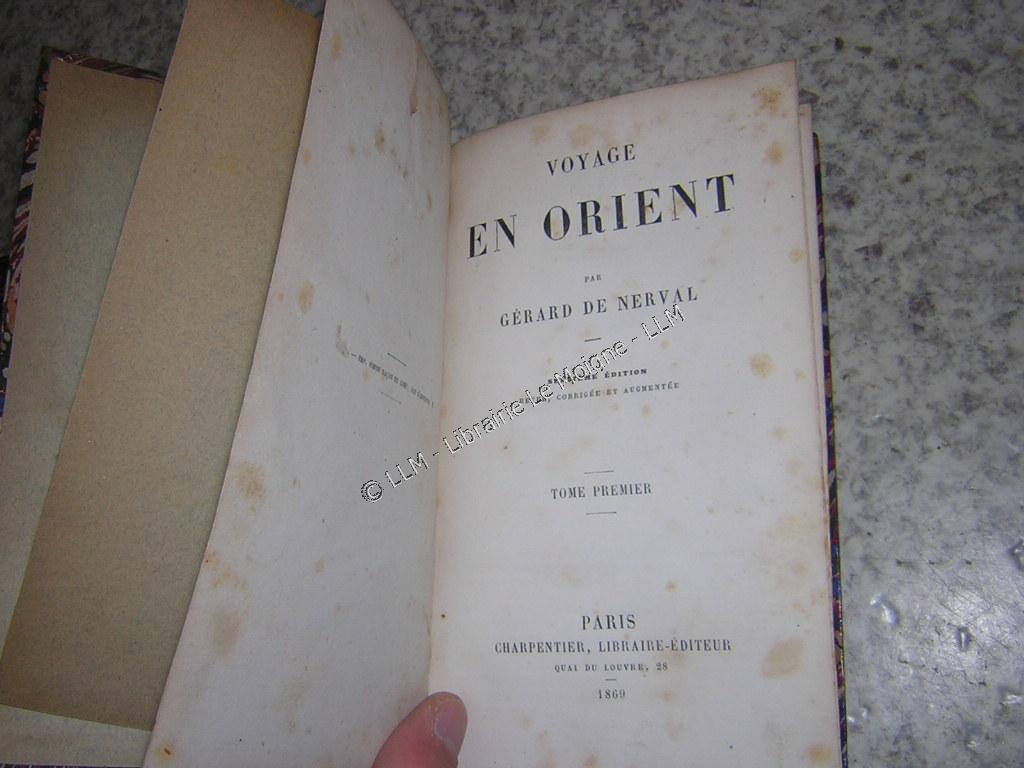 VOYAGE
EN ORIENT
PAR
GÉRARD DE NERVAL
ÉDITION
CORRIGÉE ET AUGMENTÉE
© LLM - Librairie Le Moigne - LLM
TOME PREMIER
PARIS
CHARPENTIER, LIBRAIRE-ÉDITEUR
QUAI DU LOUVRE, 28
1869